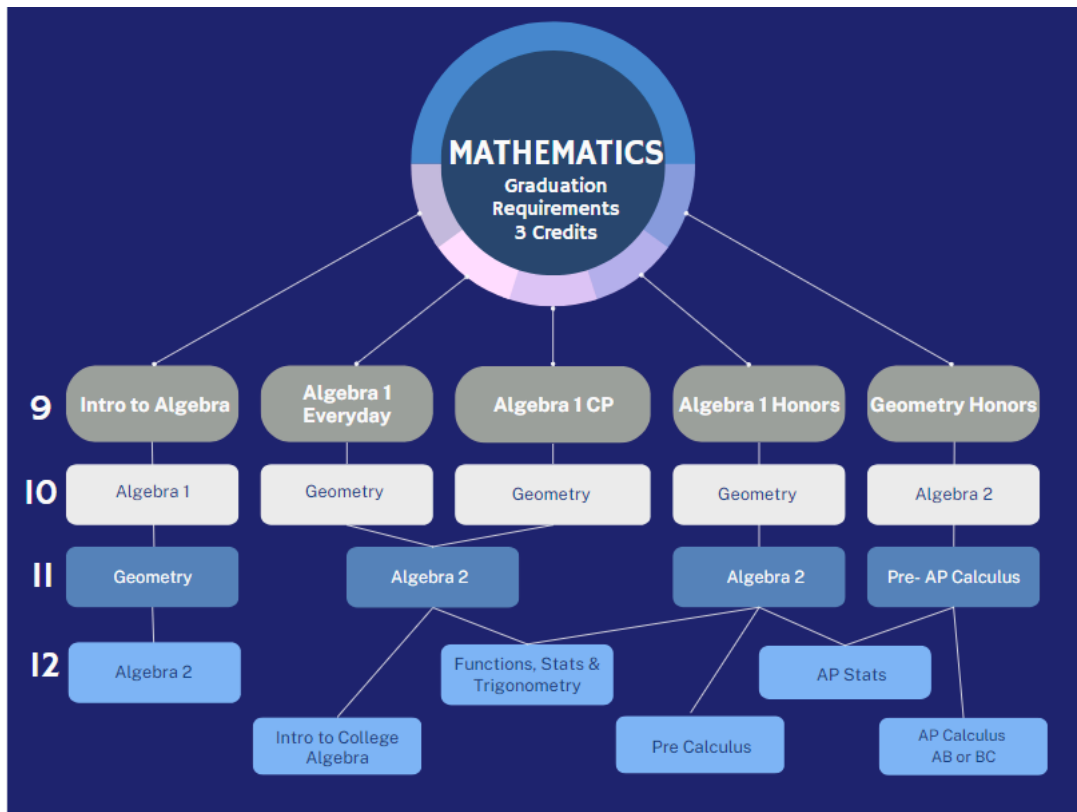 MATHEMATICS
Graduation
Requirements
3 Credits
9
Intro to Algebra
Algebra 1
Everyday
Algebra 1 CP
Algebra 1 Honors
Geometry Honors
10
Algebra 1
Geometry
Geometry
Geometry
Algebra 2
11
Geometry
Algebra 2
Algebra 2
Pre- AP Calculus
12
Algebra 2
Functions, Stats &
Trigonometry
AP Stats
Intro to College
Algebra
Pre Calculus
AP Calculus
AB or BC